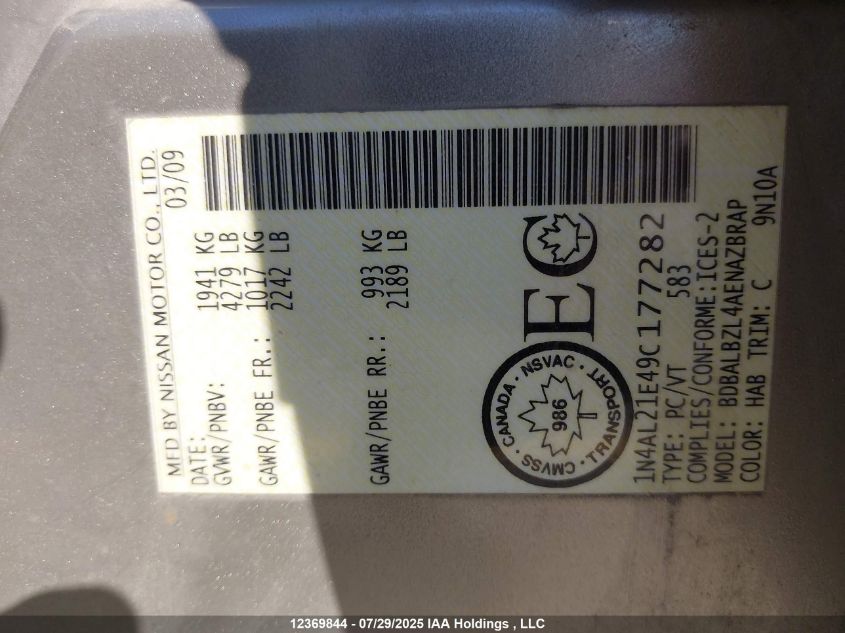 MFD BY NISSAN MOTOR CO., LTD.
DATE: 03/09
GVWR/PNBV: 1941 KG
4279 LB
GAWR/PNBE FR.: 1017 KG
2242 LB
GAWR/PNBE RR.: 993 KG
2189 LB
CANADA · NSVAC · TRANSPORT · CMVSS ·
986
EC
1N4AL21E49C177282
TYPE: PC/VT 583
COMPLIES/CONFORME:ICES-2
MODEL: BDBALBZL4AENAZBRAP
COLOR: HAB TRIM: C 9N10A
12369844 - 07/29/2025 IAA Holdings , LLC